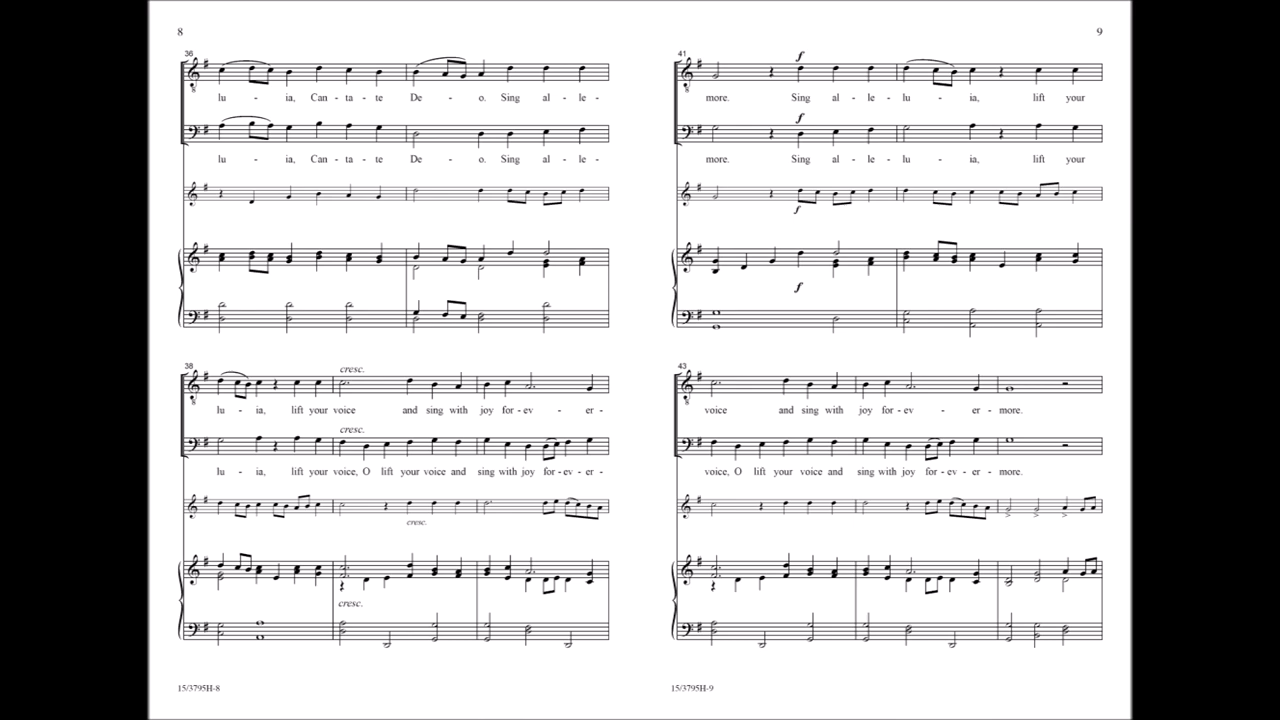 8
36
lu - ia, Can - ta - te De - o. Sing al - le -
8
lu - ia, Can - ta - te De - o. Sing al - le -
38
cresc.
lu - ia, lift your voice and sing with joy for - ev - er -
8
cresc.
lu - ia, lift your voice, O lift your voice and sing with joy for - ev - er -
cresc.
cresc.
15/3795H-8
9
41
f
more. Sing al - le - lu - ia, lift your
8
f
more. Sing al - le - lu - ia, lift your
f
f
43
voice and sing with joy for - ev - er - more.
8
voice, O lift your voice and sing with joy for - ev - er - more.
15/3795H-9